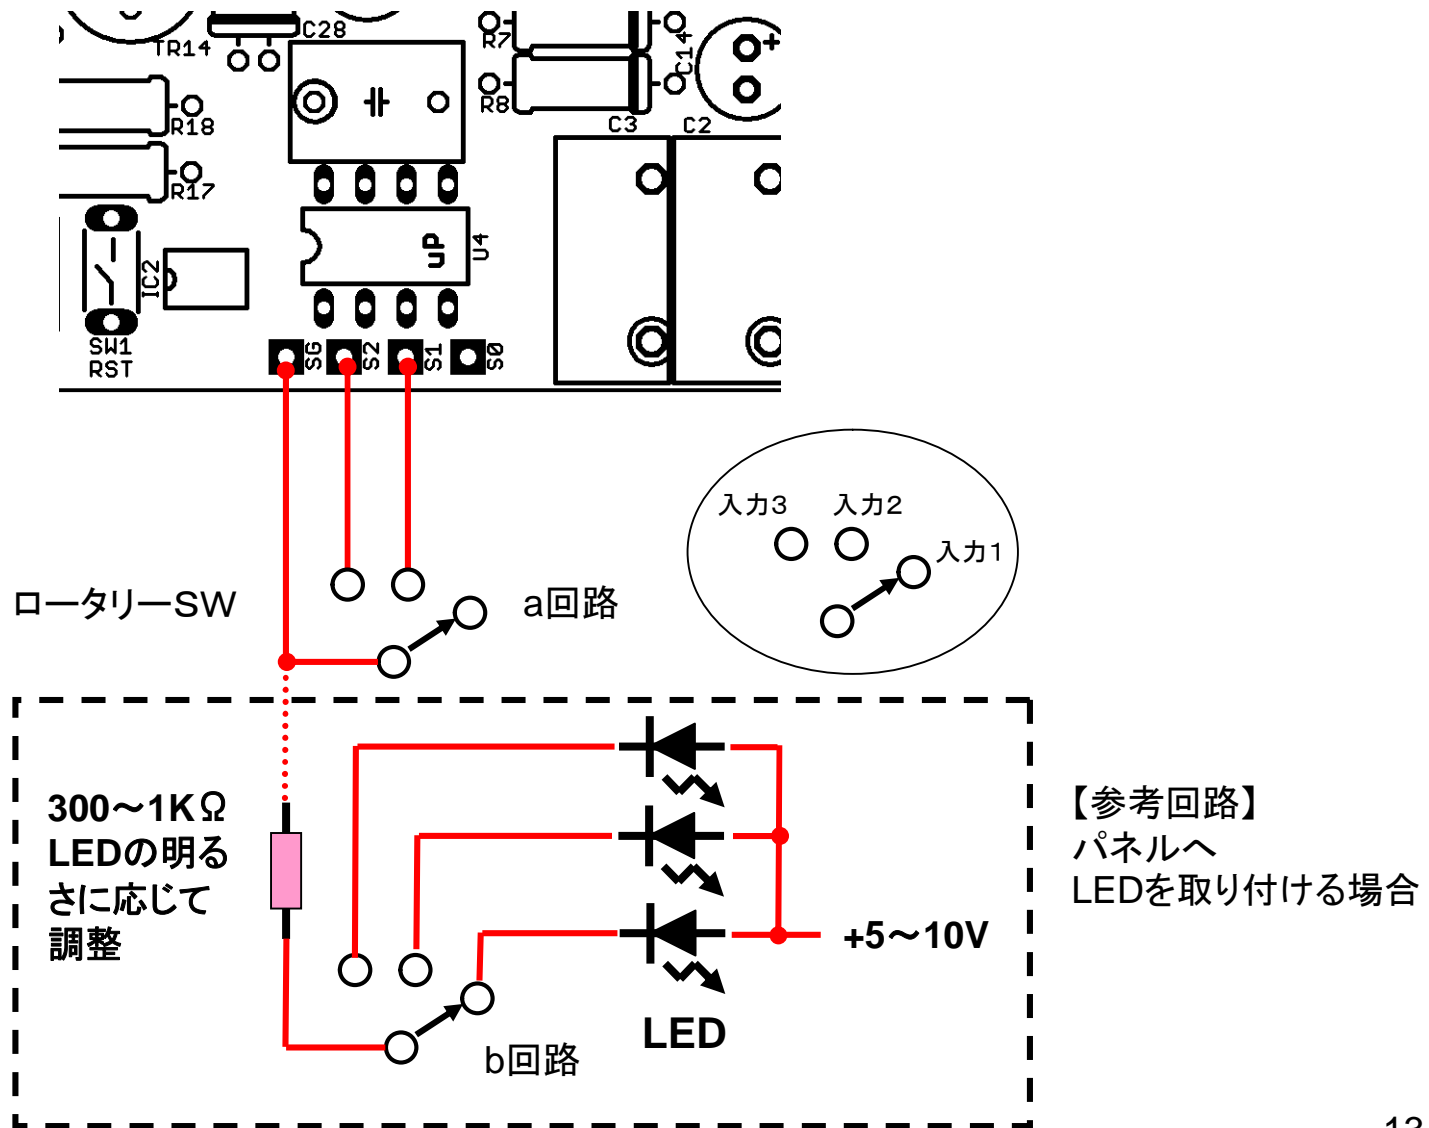 C28
TR14
R7
C14
+
R8
R18
C3
C2
R17
U4
uP
IC2
SW1
RST
SG
S2
S1
S0
入力3
入力2
入力1
ロータリーSW
a回路
300~1KΩ
LEDの明る
さに応じて
調整
【参考回路】
パネルへ
LEDを取り付ける場合
+5~10V
LED
b回路